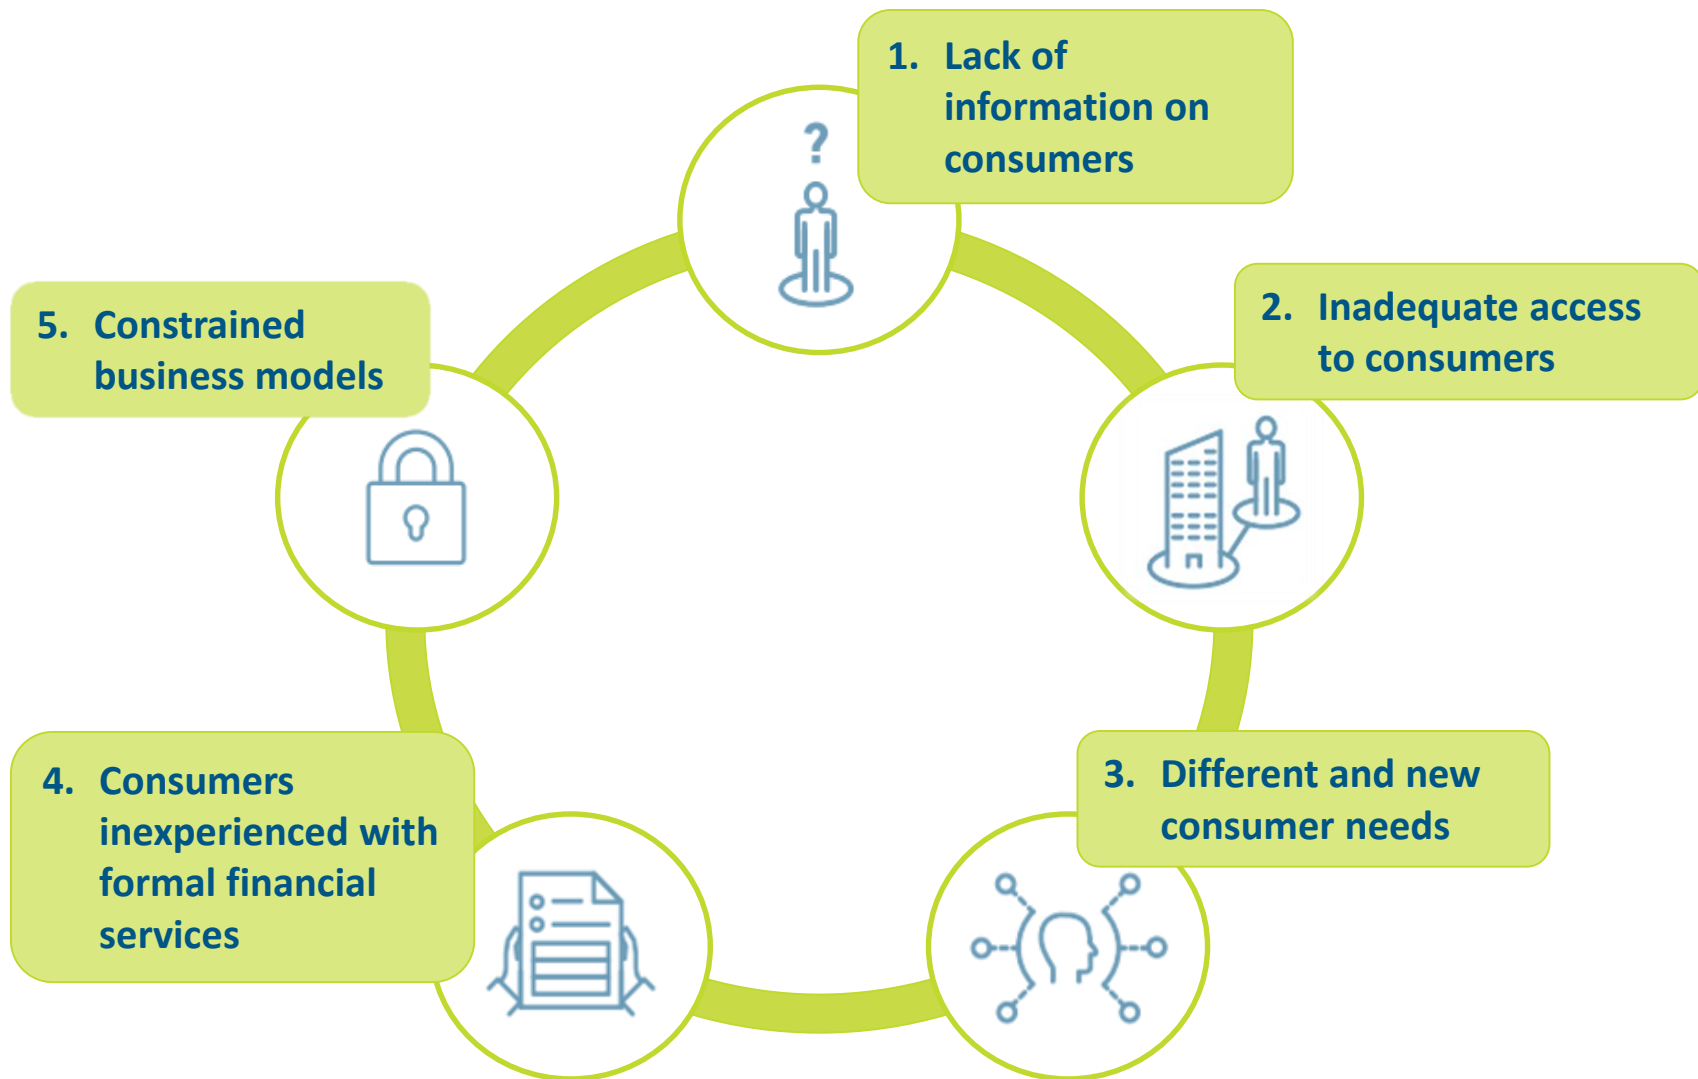 1. Lack of
information on
consumers
2. Inadequate access
to consumers
3. Different and new
consumer needs
4. Consumers
inexperienced with
formal financial
services
5. Constrained
business models
?